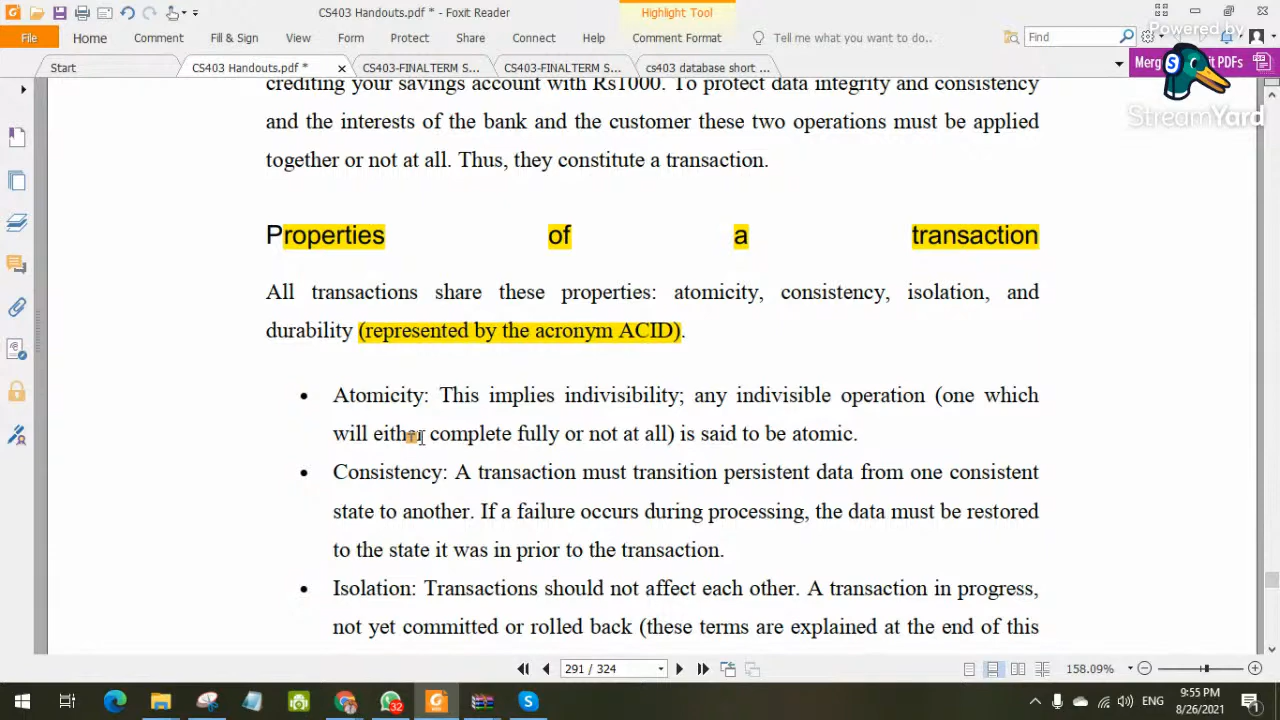 CS403 Handouts.pdf * - Foxit Reader
Highlight Tool
Powered by
File Home Comment Fill & Sign View Form Protect Share Connect Help Comment Format Tell me what you want to do.. Find
Start CS403 Handouts.pdf * CS403-FINALTERM S... CS403-FINALTERM S... cs403 database short ...
S
StreamYard
crediting your savings account with Rs1000. To protect data integrity and consistency
and the interests of the bank and the customer these two operations must be applied
together or not at all. Thus, they constitute a transaction.
Properties of a transaction
All transactions share these properties: atomicity, consistency, isolation, and
durability (represented by the acronym ACID).
• Atomicity: This implies indivisibility; any indivisible operation (one which
will either complete fully or not at all) is said to be atomic.
• Consistency: A transaction must transition persistent data from one consistent
state to another. If a failure occurs during processing, the data must be restored
to the state it was in prior to the transaction.
• Isolation: Transactions should not affect each other. A transaction in progress,
not yet committed or rolled back (these terms are explained at the end of this
291 / 324 158.09%
32
ENG
9:55 PM
8/26/2021
1